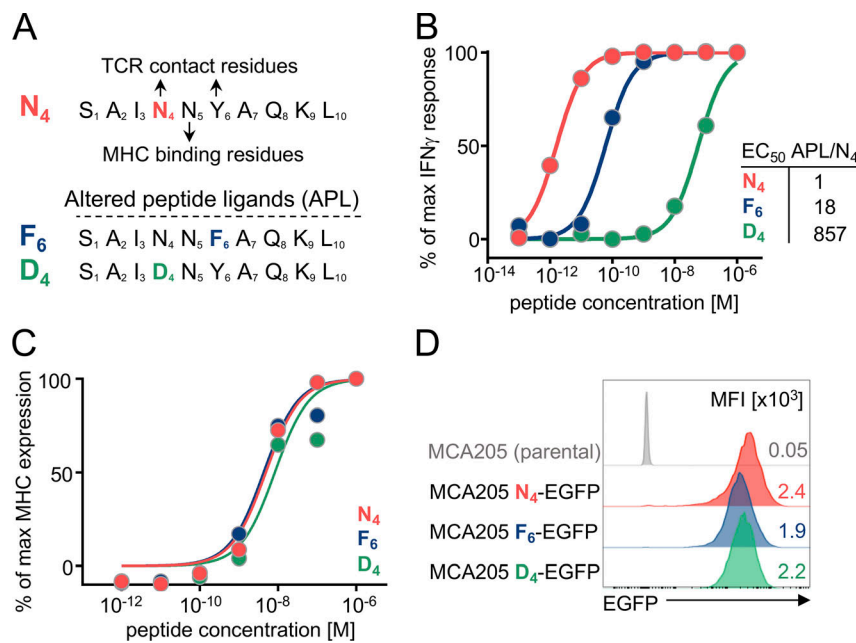 A
TCR contact residues
N₄ S₁ A₂ I₃ N₄ N₅ Y₆ A₇ Q₈ K₉ L₁₀
MHC binding residues
Altered peptide ligands (APL)
F₆ S₁ A₂ I₃ N₄ N₅ F₆ A₇ Q₈ K₉ L₁₀
D₄ S₁ A₂ I₃ D₄ N₅ Y₆ A₇ Q₈ K₉ L₁₀
B
% of max IFNγ response
100
50
0
10⁻¹⁴ 10⁻¹² 10⁻¹⁰ 10⁻⁸ 10⁻⁶
peptide concentration [M]
EC₅₀ APL/N₄
N₄ 1
F₆ 18
D₄ 857
C
% of max MHC expression
100
50
0
N₄
F₆
D₄
10⁻¹² 10⁻¹⁰ 10⁻⁸ 10⁻⁶
peptide concentration [M]
D
MFI [x10³]
MCA205 (parental) 0.05
MCA205 N₄-EGFP 2.4
MCA205 F₆-EGFP 1.9
MCA205 D₄-EGFP 2.2
EGFP